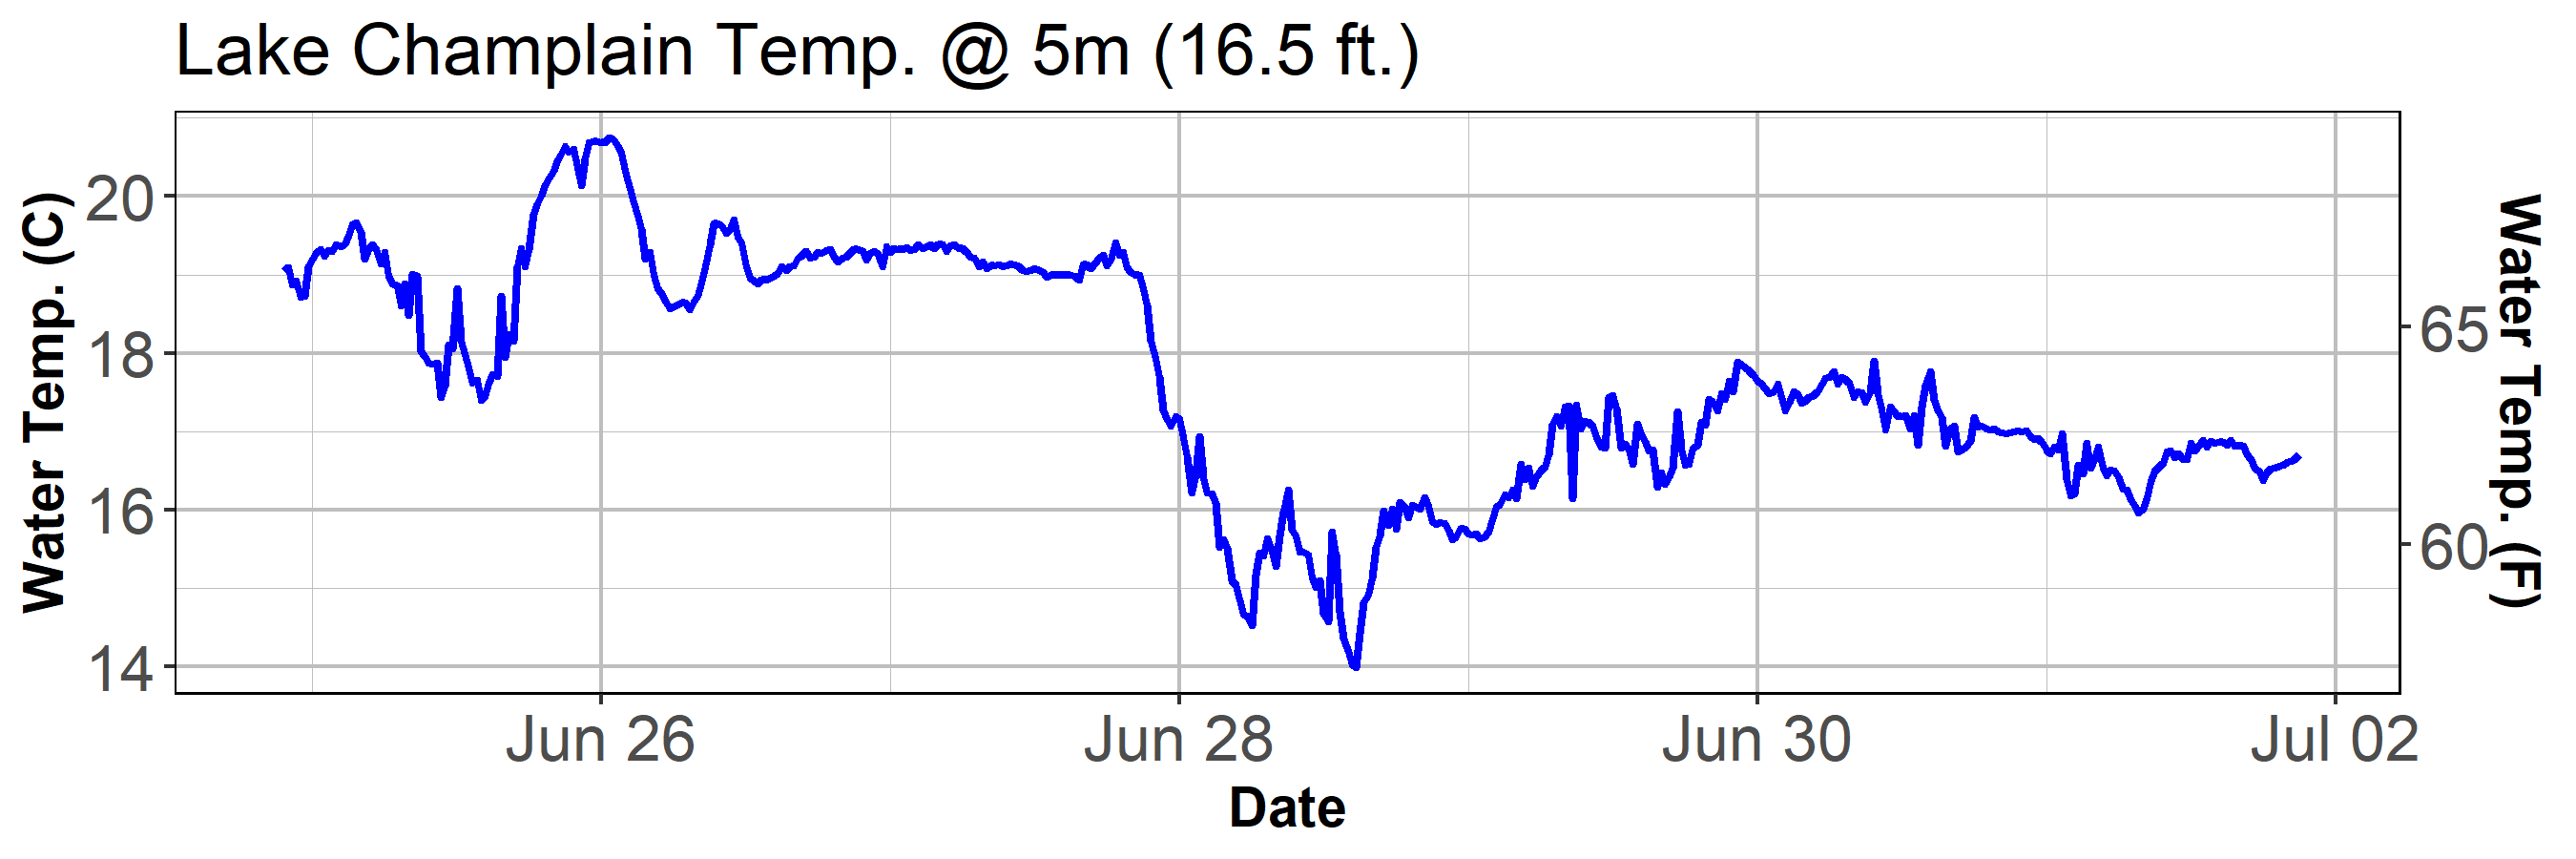 Lake Champlain Temp. @ 5m (16.5 ft.)
Water Temp. (C)
20
18
16
14
65
60
Water Temp. (F)
Jun 26
Jun 28
Jun 30
Jul 02
Date